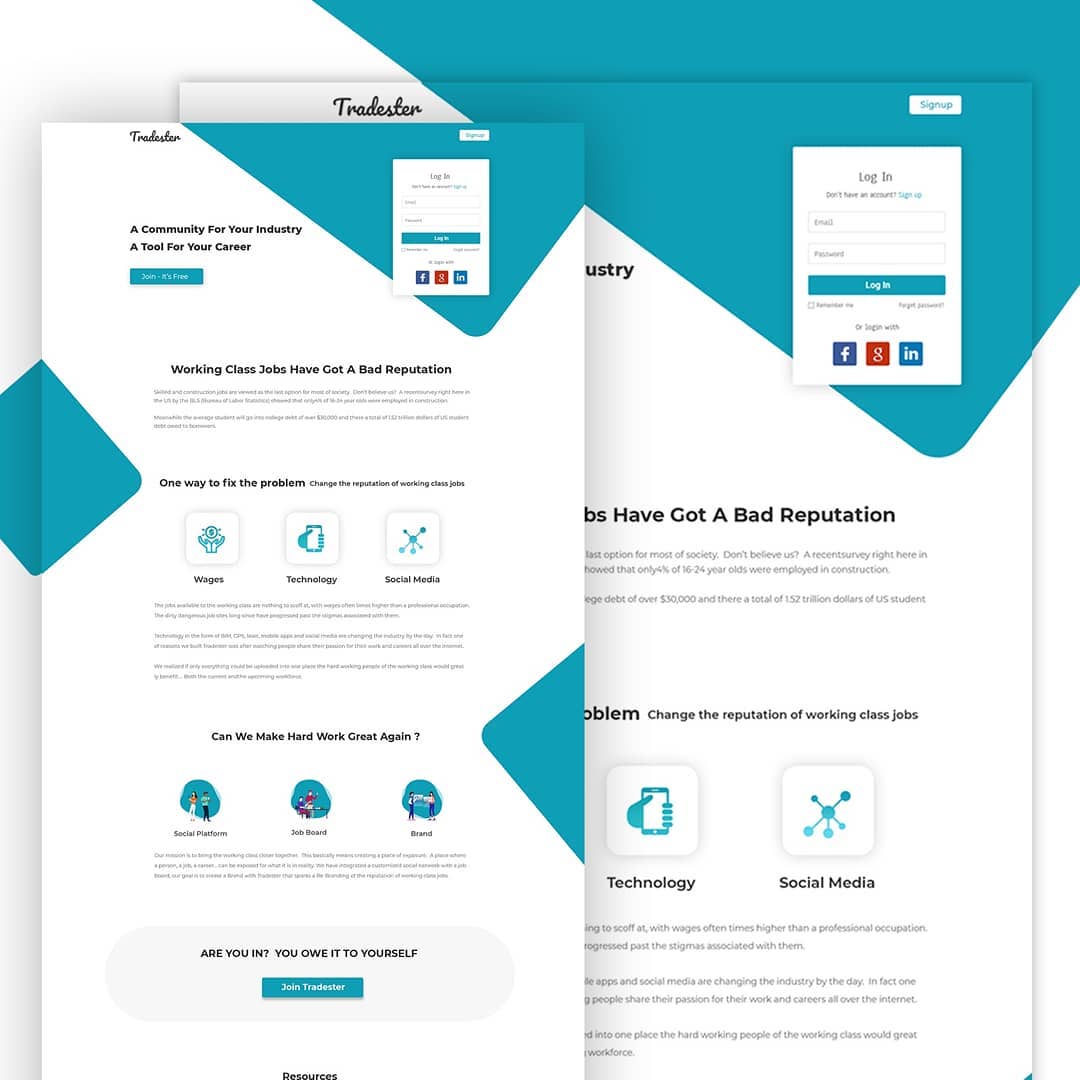 Tradester
Signup
Log In
Don't have an account? Sign up
Email
Password
Log In
Remember me Forget password?
Or login with
f g in
A Community For Your Industry
A Tool For Your Career
Join - It's Free
Working Class Jobs Have Got A Bad Reputation
Skilled and construction jobs are viewed as the last option for most of society. Don't believe us? A recentsurvey right here in
the US by the BLS (Bureau of Labor Statistics) showed that only4% of 16-24 year olds were employed in construction.
Meanwhile the average student will go into college debt of over $30,000 and there a total of 1.52 trillion dollars of US student
debt owed to borrowers.
One way to fix the problem Change the reputation of working class jobs
Wages
Technology
Social Media
The jobs available to the working class are nothing to scoff at, with wages often times higher than a professional occupation.
The dirty dangerous job sites long since have progressed past the stigmas associated with them.
Technology in the form of BIM, GPS, laser, mobile apps and social media are changing the industry by the day. In fact one
of reasons we built Tradester was after watching people share their passion for their work and careers all over the internet.
We realized if only everything could be uploaded into one place the hard working people of the working class would great
ly benefit... Both the current andthe upcoming workforce.
Can We Make Hard Work Great Again ?
Social Platform
Job Board
Brand
Our mission is to bring the working class closer together. This basically means creating a place of exposure. A place where
a person, a job, a career... can be exposed for what it is in reality. We have integrated a customized social network with a job
Board, our goal is to create a Brand with Tradester that sparks a Re-Branding of the reputation of working class jobs.
ARE YOU IN? YOU OWE IT TO YOURSELF
Join Tradester
Resources
Tradester
Signup
Log In
Don't have an account? Sign up
Email
Password
Log In
Remember me Forget password?
Or login with
f g in
ustry
bs Have Got A Bad Reputation
last option for most of society. Don't believe us? A recentsurvey right here in
howed that only4% of 16-24 year olds were employed in construction.
ege debt of over $30,000 and there a total of 1.52 trillion dollars of US student
oblem Change the reputation of working class jobs
Technology
Social Media
ing to scoff at, with wages often times higher than a professional occupation.
rogressed past the stigmas associated with them.
le apps and social media are changing the industry by the day. In fact one
g people share their passion for their work and careers all over the internet.
ed into one place the hard working people of the working class would great
workforce.